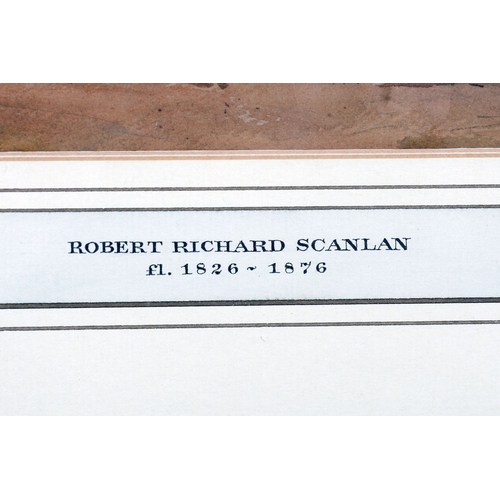 ROBERT RICHARD SCANLAN
fl. 1826 ~ 1876